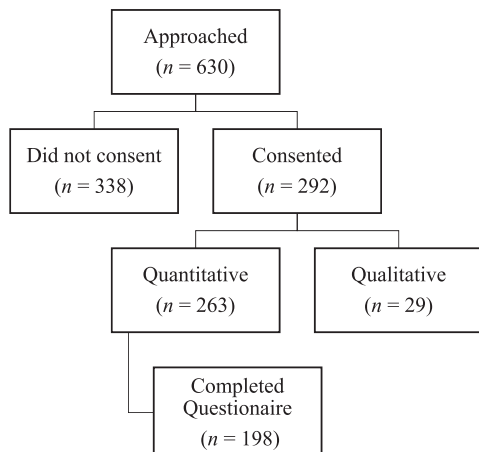 Approached
(n = 630)
Did not consent
(n = 338)
Consented
(n = 292)
Quantitative
(n = 263)
Qualitative
(n = 29)
Completed
Questionaire
(n = 198)